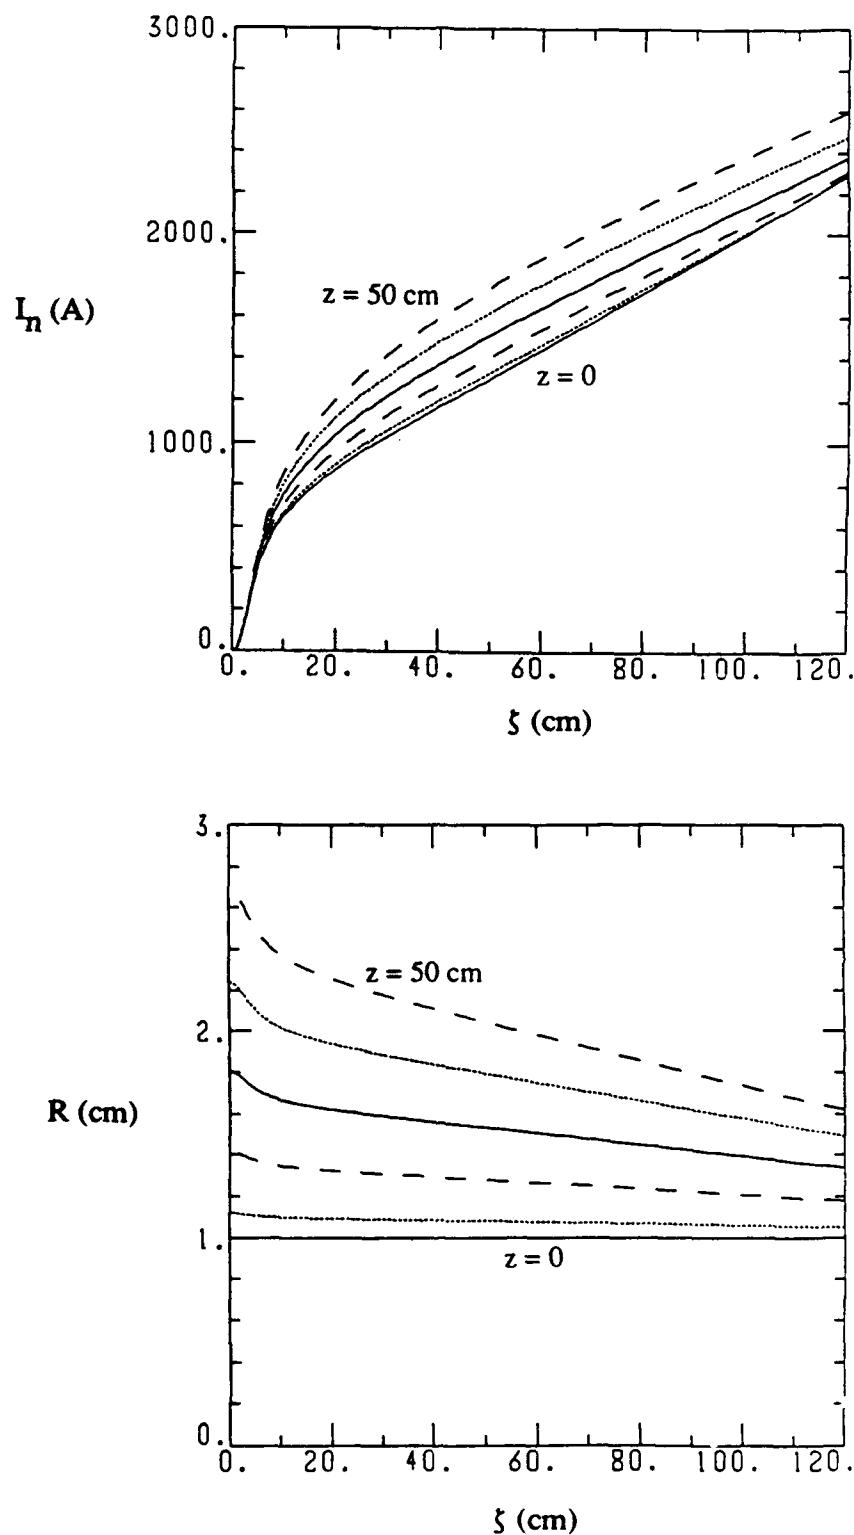 3000.
2000.
z = 50 cm
I_n (A)
z = 0
1000.
0.
0. 20. 40. 60. 80. 100. 120.
ζ (cm)
3.
z = 50 cm
2.
R (cm)
1.
z = 0
0.
0. 20. 40. 60. 80. 100. 120.
ζ (cm)